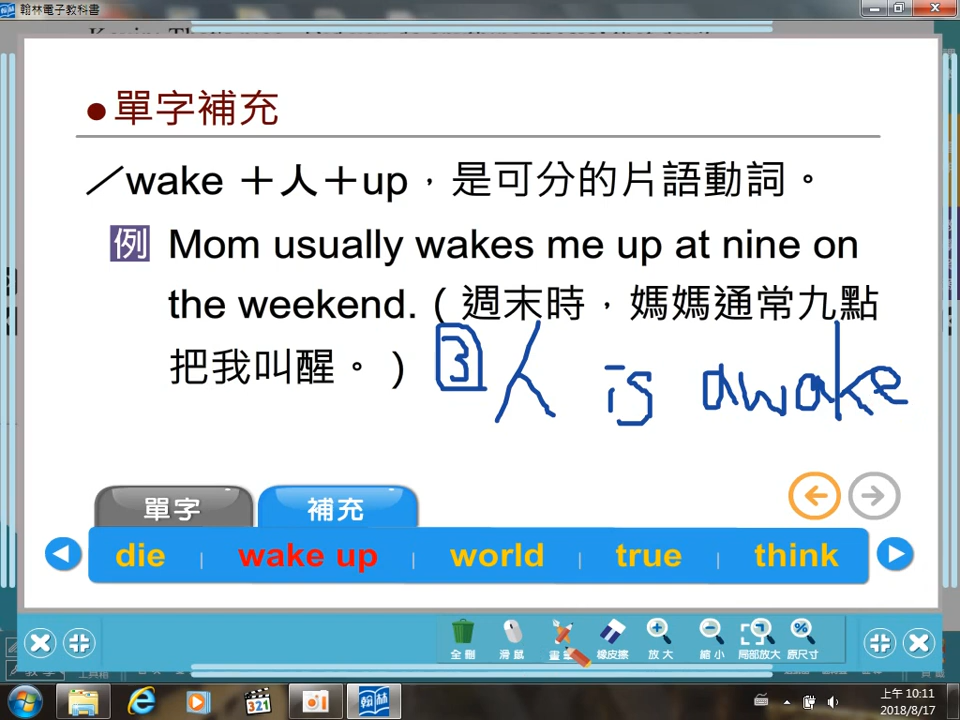 翰林電子教科書
●單字補充
／wake ＋人＋up，是可分的片語動詞。
例 Mom usually wakes me up at nine on
the weekend.（週末時，媽媽通常九點
把我叫醒。）
3 人 is awake
單字 補充
die wake up world true think
全刪 滑鼠 畫筆 橡皮擦 放大 縮小 局部放大 原尺寸
321
翰林
上午 10:11
2018/8/17